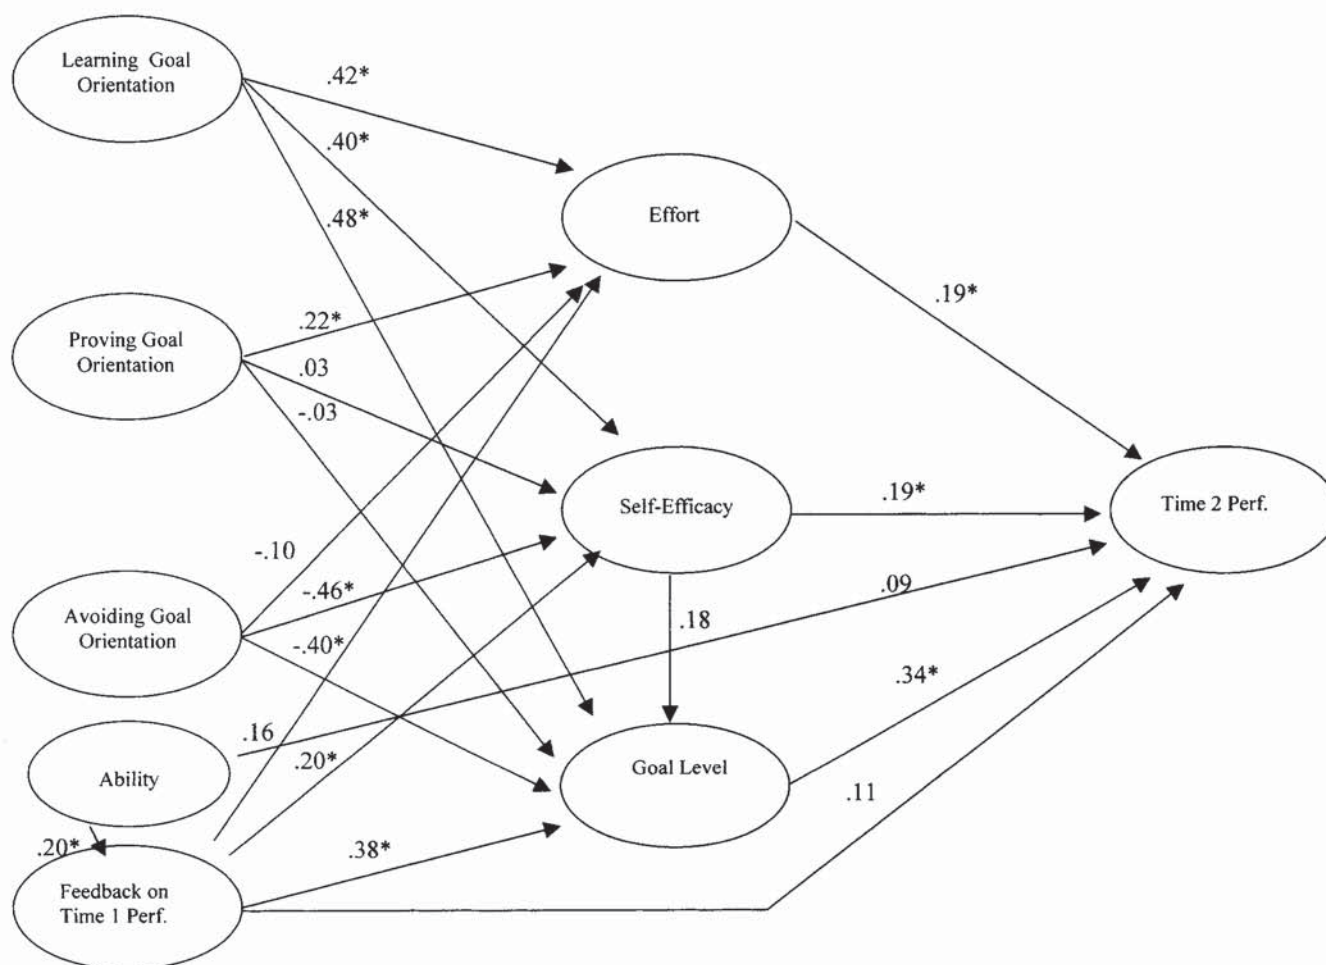 Learning Goal
Orientation
.42*
.40*
.48*
Effort
.19*
Proving Goal
Orientation
.22*
.03
-.03
Self-Efficacy
.19*
Time 2 Perf.
-.10
-.46*
-.40*
Avoiding Goal
Orientation
.09
.18
.34*
.16
.20*
Ability
Goal Level
.11
.20*
.38*
Feedback on
Time 1 Perf.